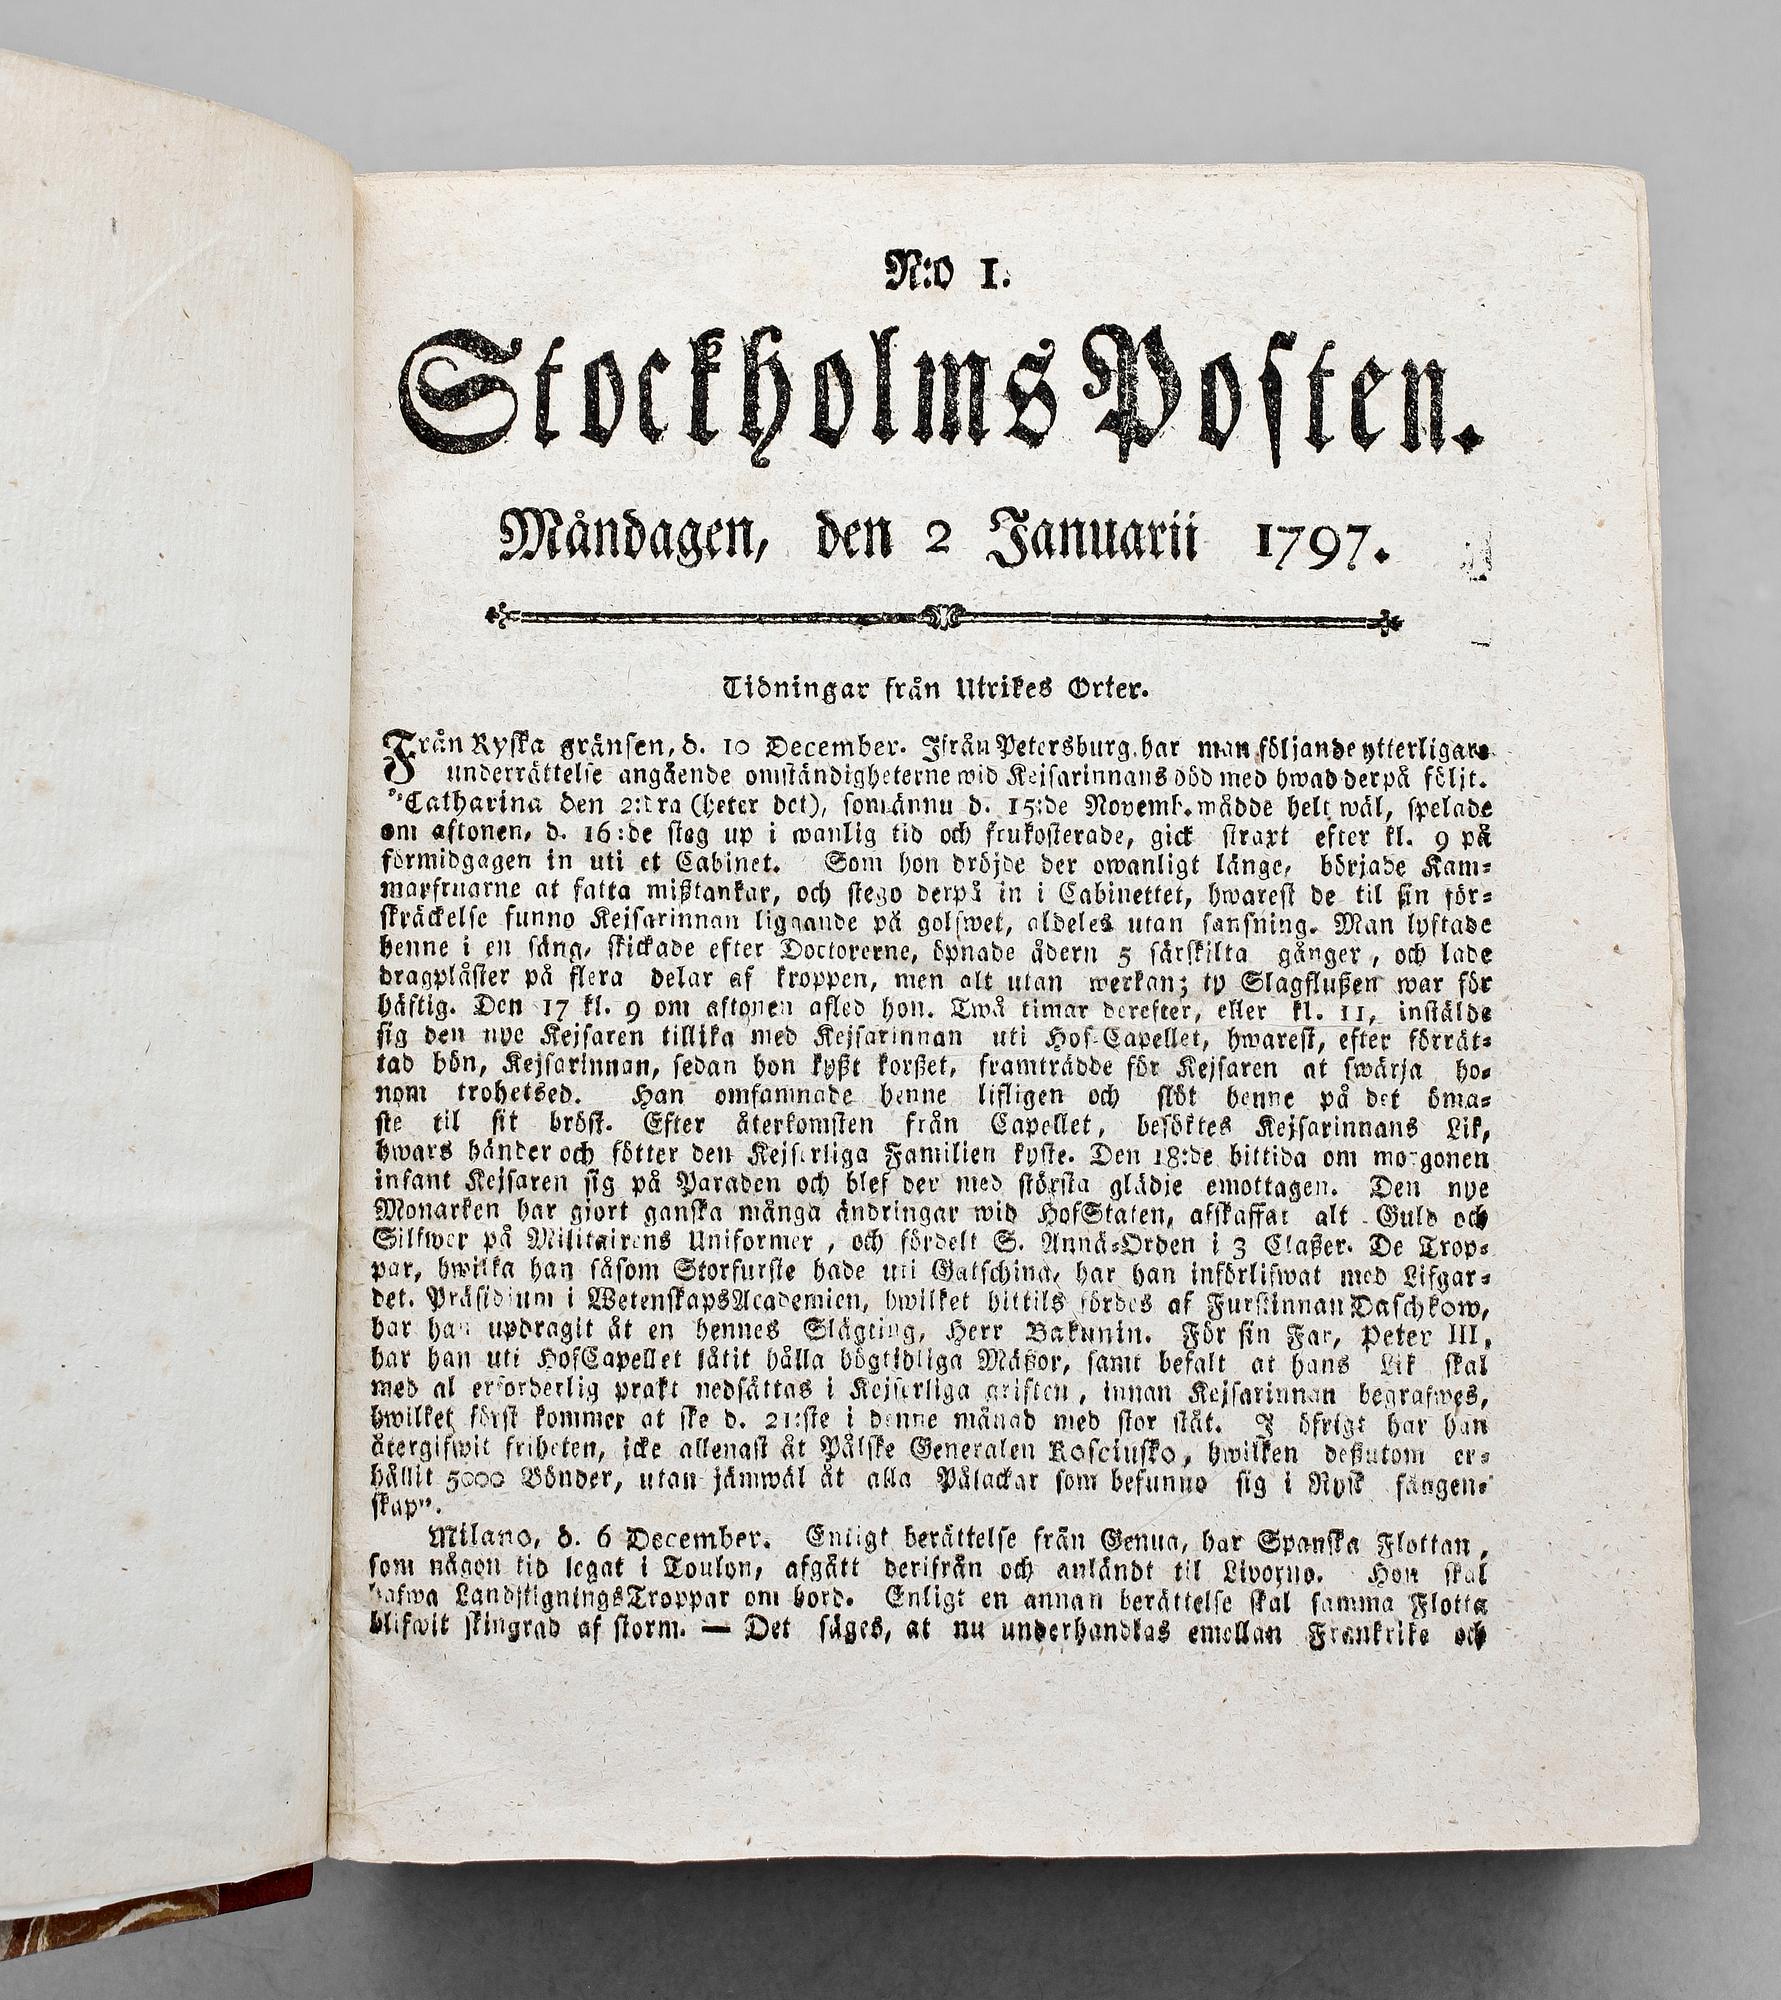 N:o 1.
Stockholms Posten.
Måndagen, den 2 Januarii 1797.
Tidningar från Utrikes Orter.
Från Ryska gränsen, d. 10 December. Ifrån Petersburg har man följande ytterligare
underrättelse angående omständigheterne wid Kejsarinnans död med hwad derpå följt.
"Catharina den 2:dra (heter det), som ännu d. 15:de Novemb. mådde helt wäl, spelade
om aftonen, d. 16:de steg up i wanlig tid och frukosterade, gick straxt efter kl. 9 på
förmidgagen in uti et Cabinet. Som hon dröjde der owanligt länge, började Kam-
marfruarne at fatta mißtankar, och stego derpå in i Cabinettet, hwarest de til sin för-
skräckelse funno Kejsarinnan liggande på golfwet, aldeles utan sansning. Man lyftade
henne i en säng, skickade efter Doctorerne, öpnade ådern 5 särskilta gånger, och lade
dragplåster på flera delar af kroppen, men alt utan werkan; ty Slagflußen war för
häftig. Den 17 kl. 9 om aftonen afled hon. Twå timar derefter, eller kl. 11, instälde
sig den nye Kejsaren tillika med Kejsarinnan uti Hof-Capellet, hwarest, efter förrät-
tad bön, Kejsarinnan, sedan hon kyßt korßet, framträdde för Kejsaren at swärja ho-
nom trohetsed. Han omfamnade henne lifligen och slöt henne på det öma-
ste til sit bröst. Efter återkomsten från Capellet, besöktes Kejsarinnans Lik,
hwars händer och fötter den Kejserliga Familien kyste. Den 18:de bittida om morgonen
infant Kejsaren sig på Paraden och blef der med största glädje emottagen. Den nye
Monarken har gjort ganska många ändringar wid HofStaten, afskaffat alt Guld och
Silfwer på Militairens Uniformer, och fördelt S. Annä-Orden i 3 Claßer. De Trop-
par, hwilka han såsom Storfurste hade uti Gatschina, har han införlifwat med Lifgar-
det. Präsidium i WetenskapsAcademien, hwilket hittils fördes af Furstinnan Daschkow,
har han updragit åt en hennes Slägting, Herr Bakunin. För sin Far, Peter III,
har han uti HofCapellet låtit hålla högtidliga Mäßor, samt befalt at hans Lik skal
med al erforderlig prakt nedsättas i Kejserliga griften, innan Kejsarinnan begrafwes,
hwilket först kommer at ske d. 21:ste i denne månad med stor ståt. I öfrigt har han
återgifwit friheten, icke allenast åt Pålske Generalen Kosciusko, hwilken deßutom er-
hållit 5000 Bönder, utan jämwäl åt alla Pålackar som befunno sig i Rysk fängen-
skap".
Milano, d. 6 December. Enligt berättelse från Genua, har Spanska Flottan,
som någon tid legat i Toulon, afgått derifrån och anländt til Livorno. Hon skal
hafwa LandstigningsTroppar om bord. Enligt en annan berättelse skal samma Flotta
blifwit skingrad af storm. — Det säges, at nu underhandlas emellan Frankrike och